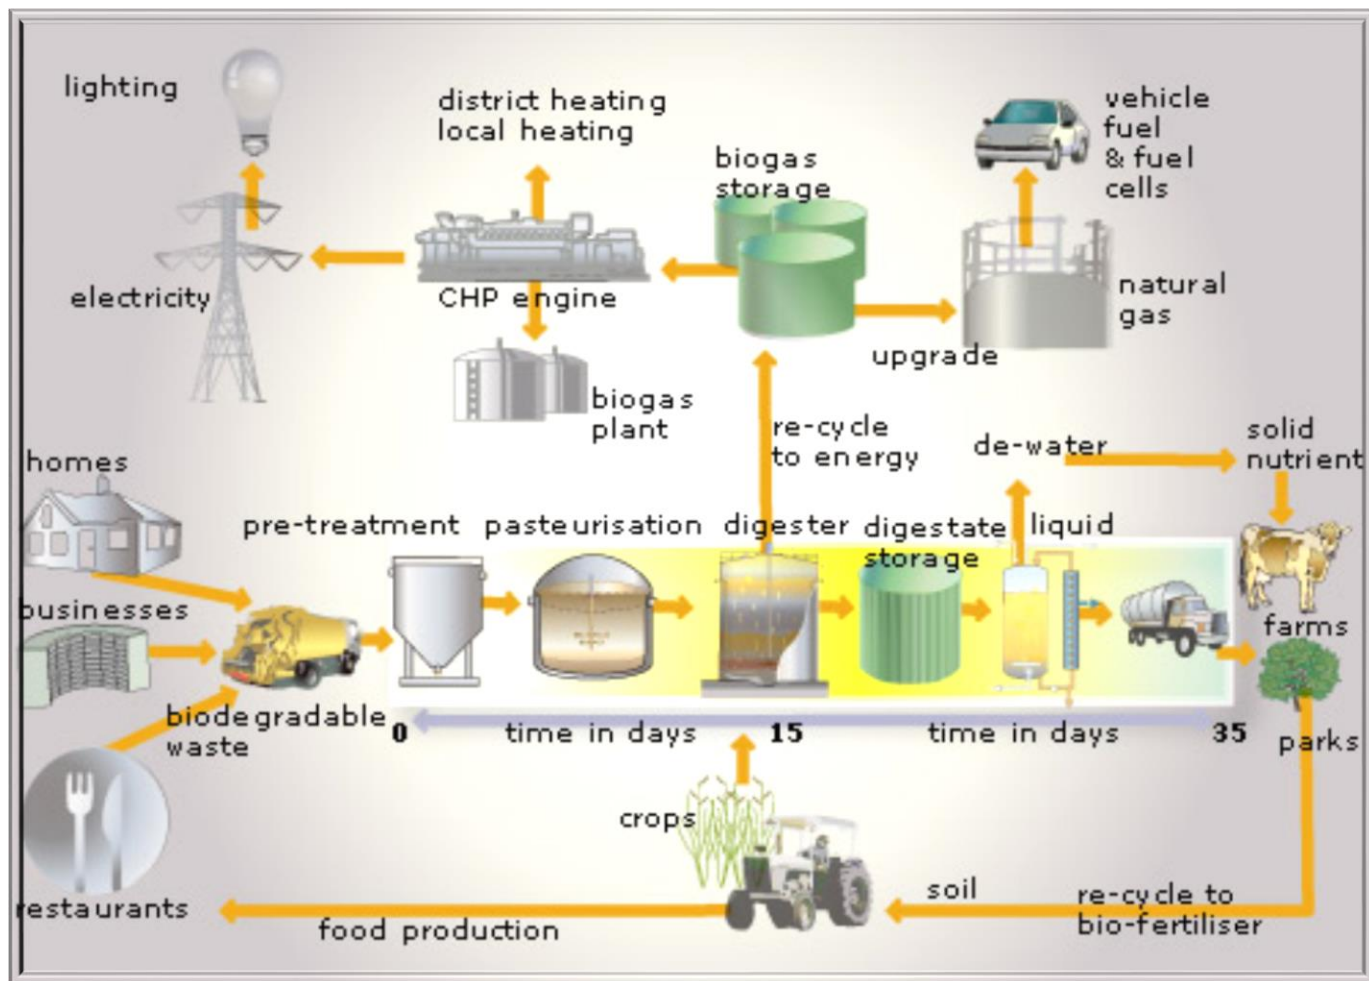 lighting
district heating
local heating
biogas
storage
vehicle
fuel
& fuel
cells
electricity
CHP engine
natural
gas
upgrade
biogas
plant
re-cycle
to energy
de-water
solid
nutrient
homes
pre-treatment
pasteurisation
digester
digestate
storage
liquid
businesses
farms
biodegradable
waste
0
time in days
15
time in days
35
parks
crops
restaurants
food production
soil
re-cycle to
bio-fertiliser